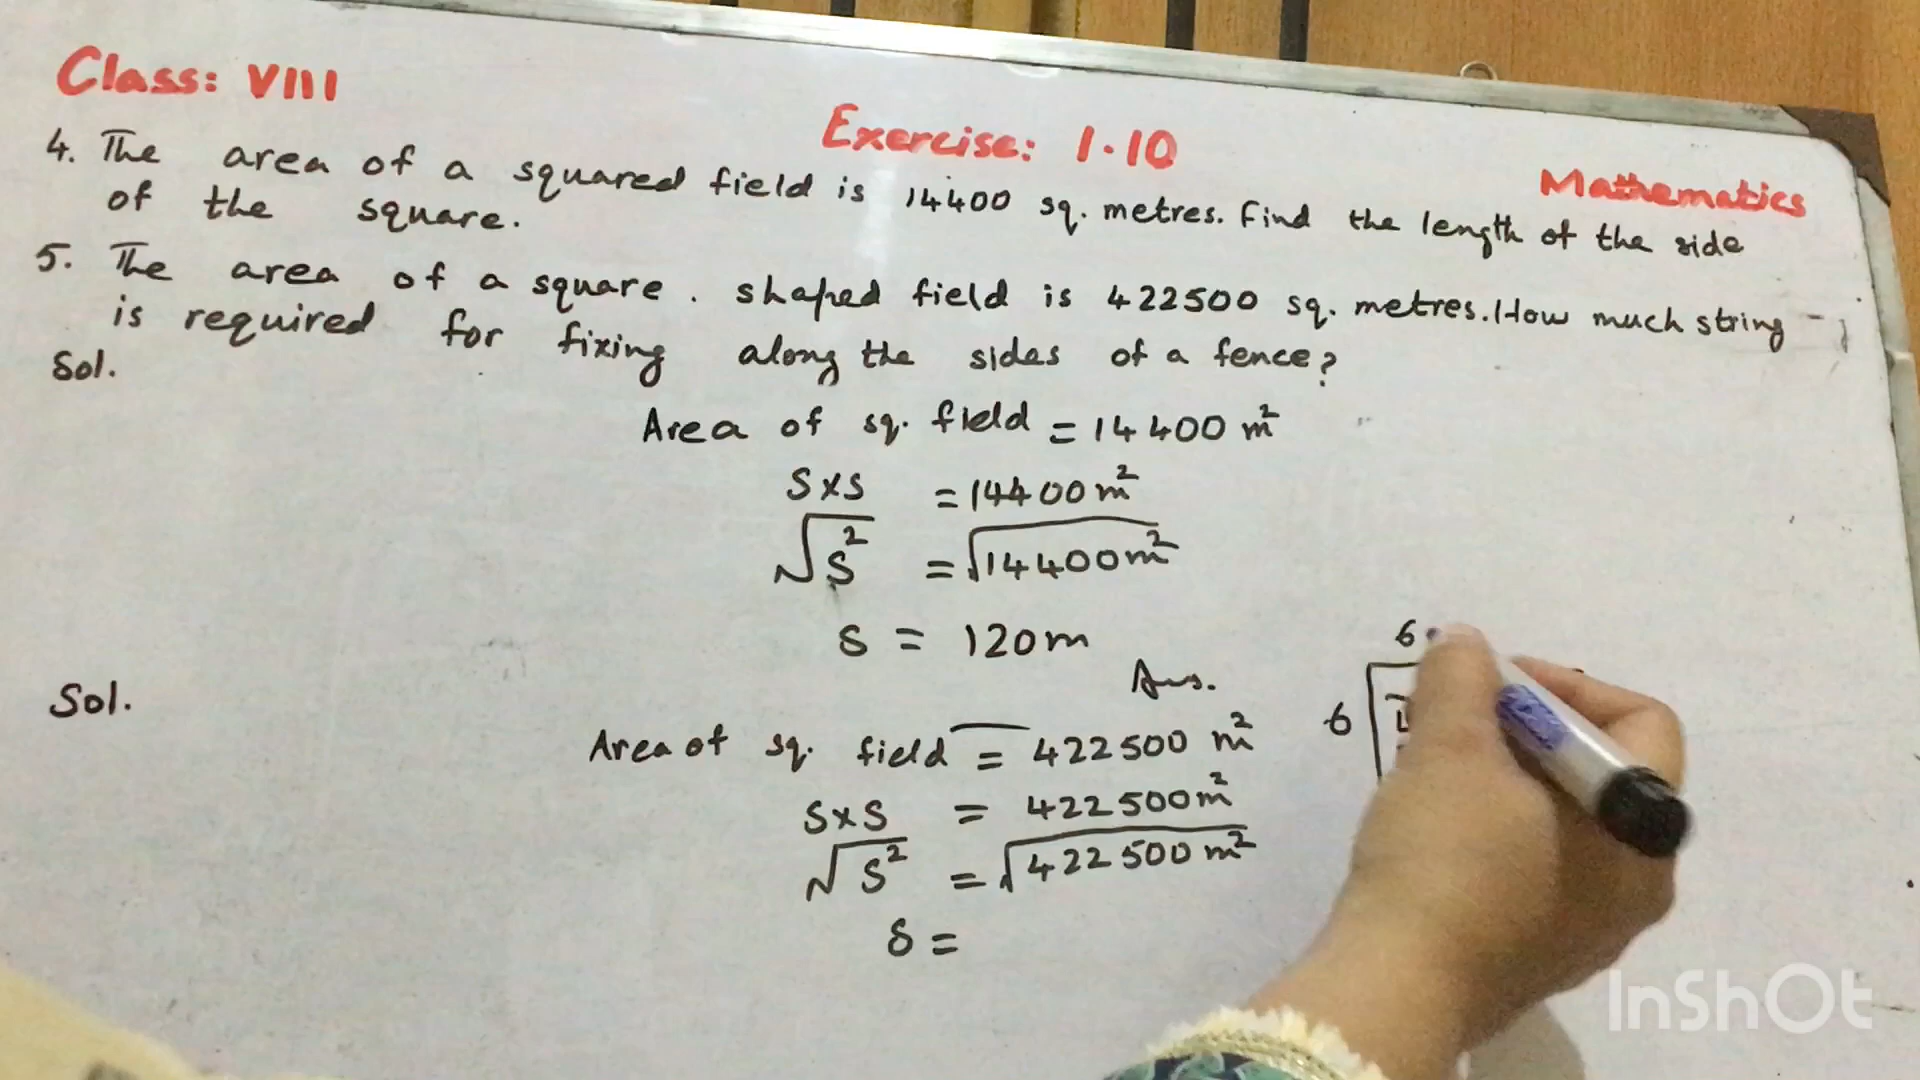 Class: VIII
Exercise: 1.10
Mathematics
4. The area of a squared field is 14400 sq. metres. Find the length of the side
of the square.
5. The area of a square. shaped field is 422500 sq. metres. How much string
is required for fixing along the sides of a fence?
Sol.
Area of sq. field = 14400 m²
S×S = 14400m²
√S² = √14400m²
S = 120m
Ans.
Sol.
Area of sq. field = 422500 m²
S×S = 422500m²
√S² = √422500 m²
S =
6
6
InShOt